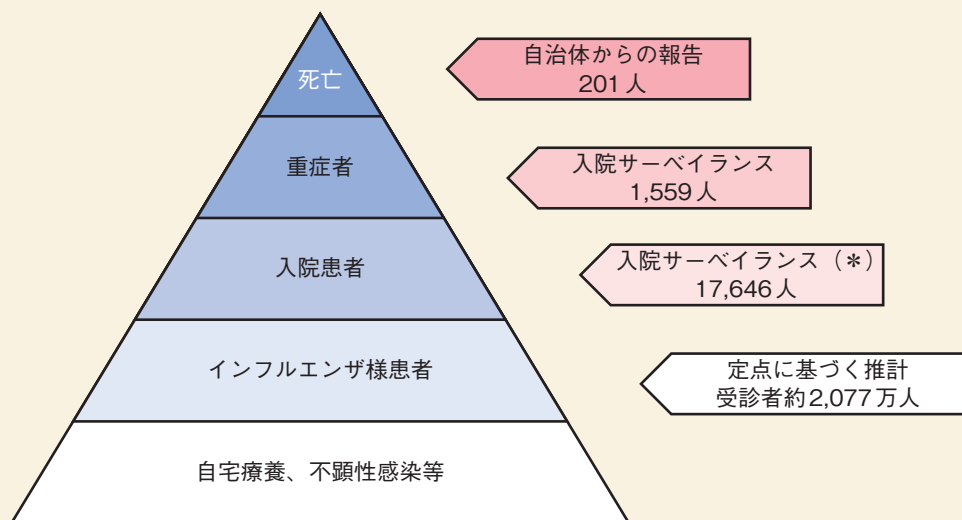 死亡
自治体からの報告
201人
重症者
入院サーベイランス
1,559人
入院患者
入院サーベイランス（＊）
17,646人
インフルエンザ様患者
定点に基づく推計
受診者約2,077万人
自宅療養、不顕性感染等